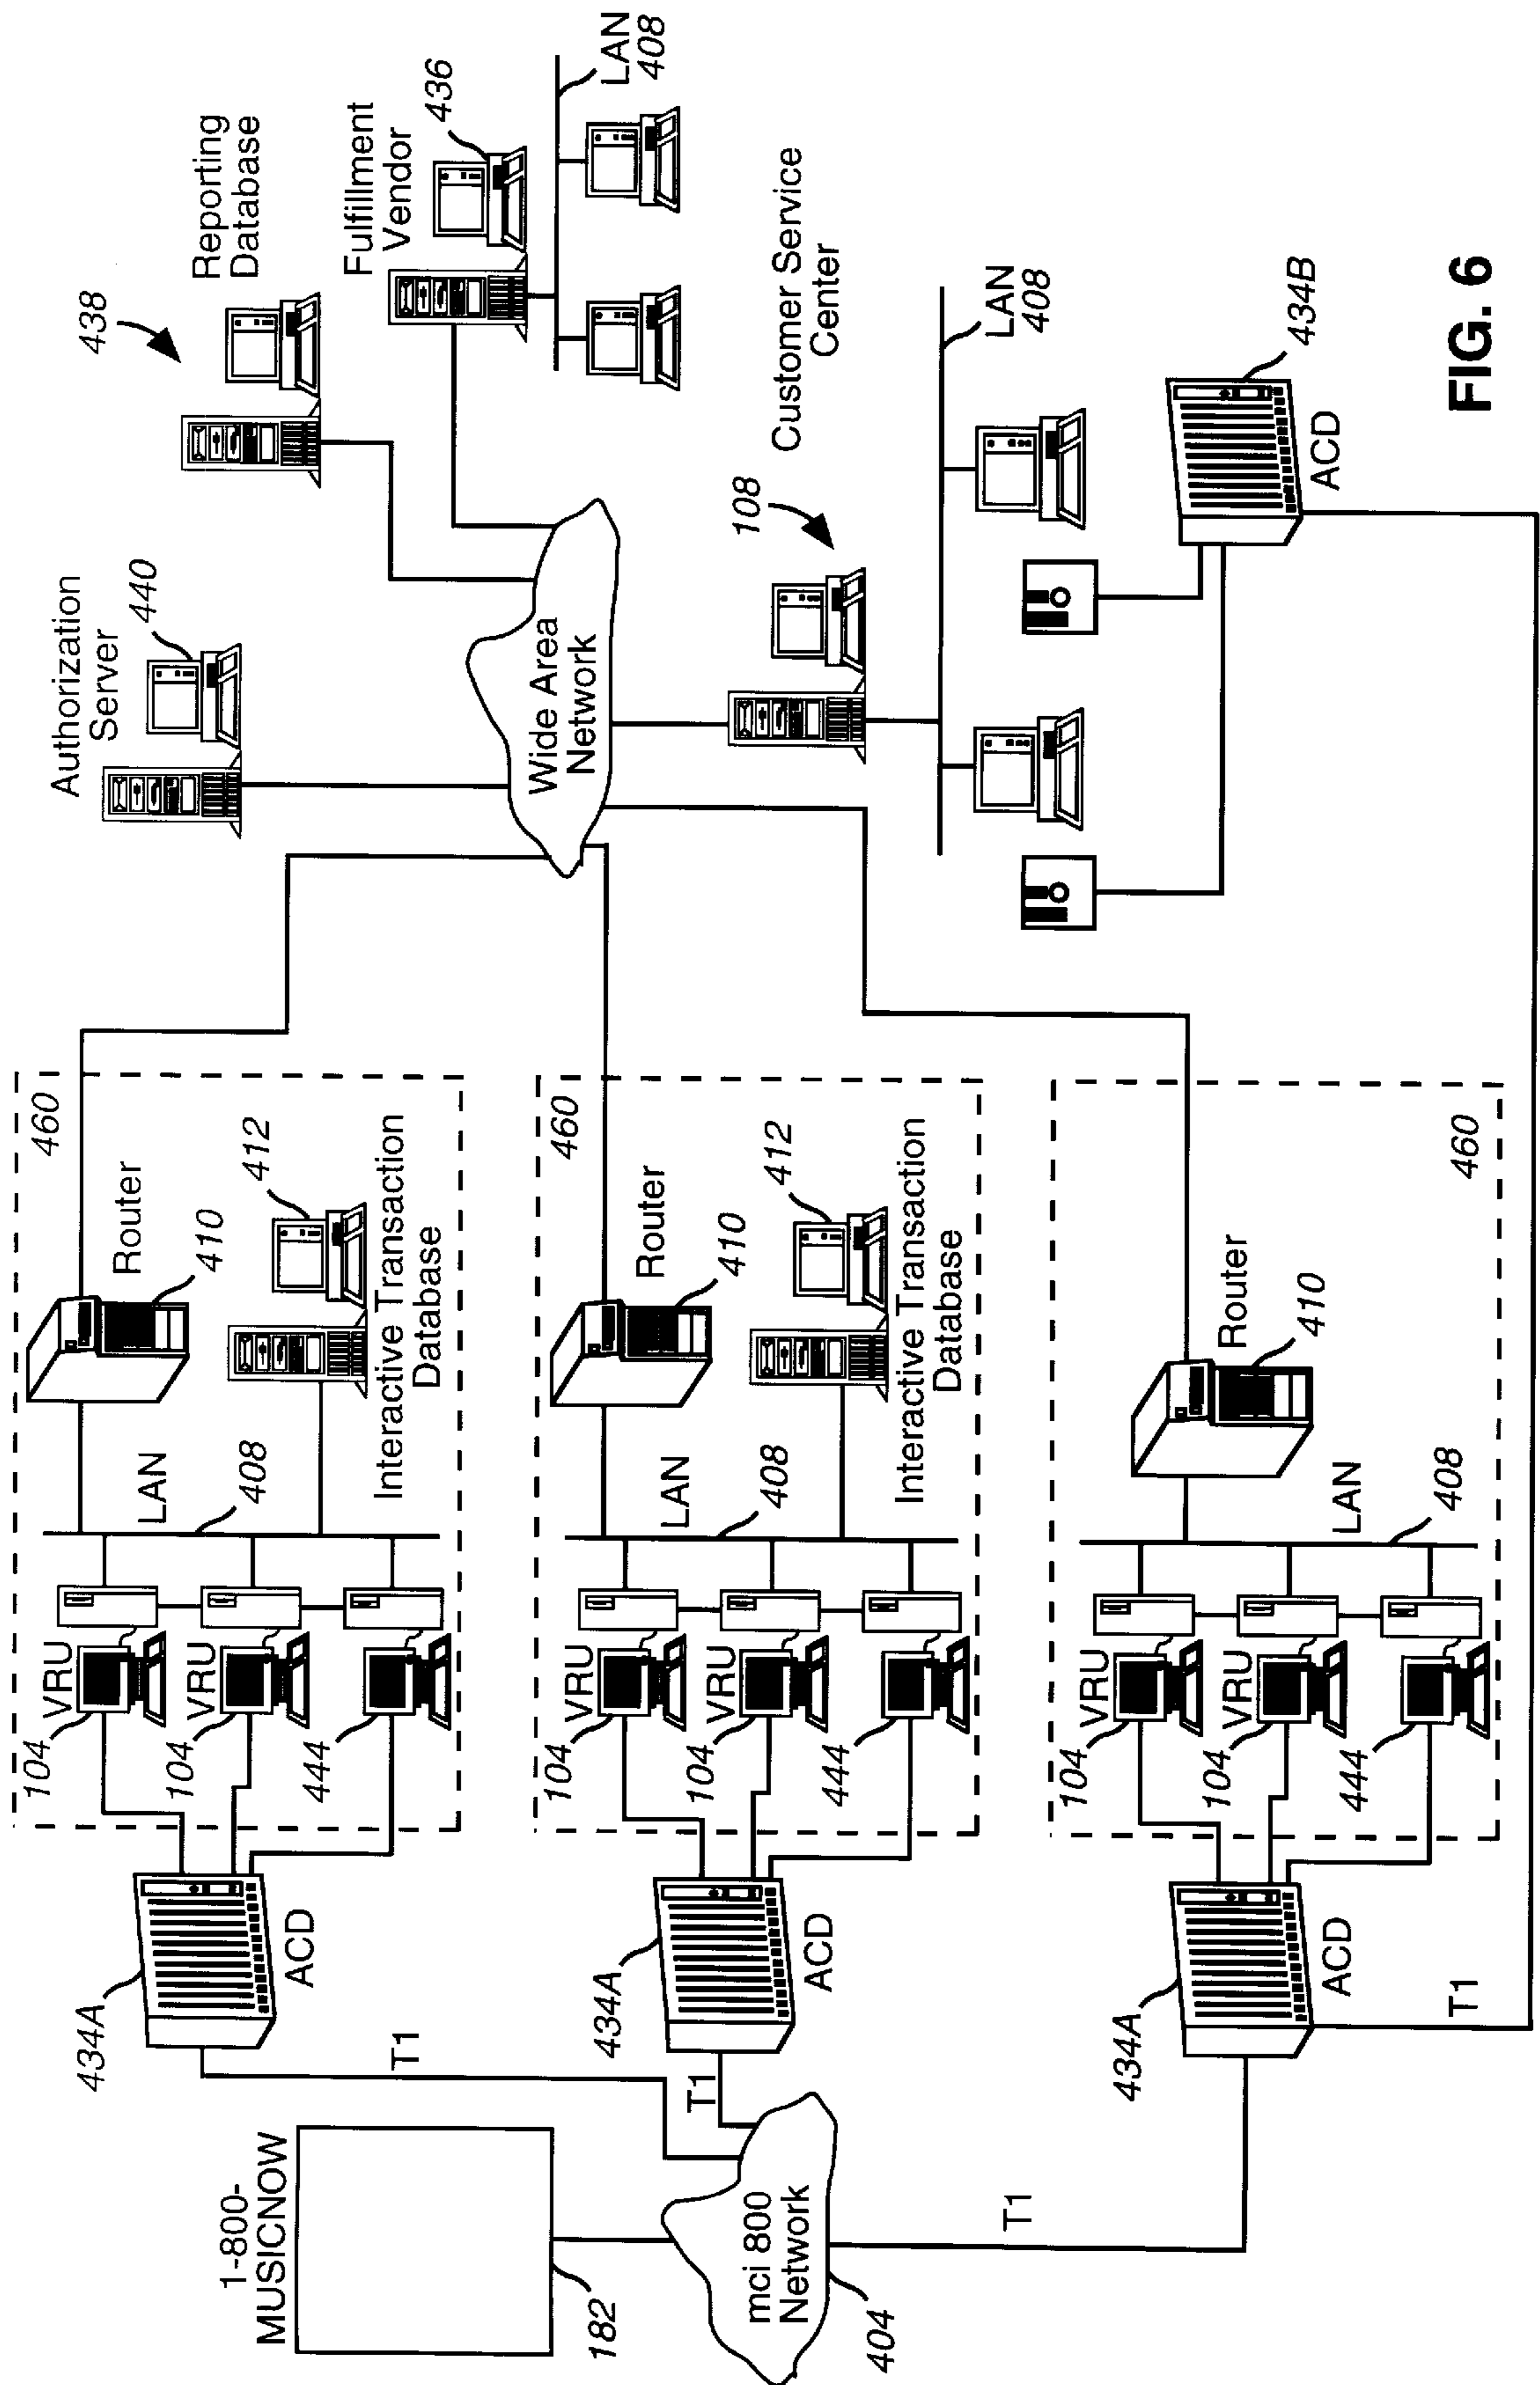 1-800-
MUSICNOW
182
mci 800
Network
404
T1
T1
T1
434A
ACD
434A
ACD
434A
ACD
T1
460
104
VRU
104
VRU
444
LAN
408
Router
410
412
Interactive Transaction
Database
460
104
VRU
104
VRU
444
LAN
408
Router
410
412
Interactive Transaction
Database
460
104
VRU
104
VRU
444
LAN
408
Router
410
Authorization
Server
440
Wide Area
Network
438
Reporting
Database
Fulfillment
Vendor
436
LAN
408
108
Customer Service
Center
LAN
408
434B
ACD
FIG. 6